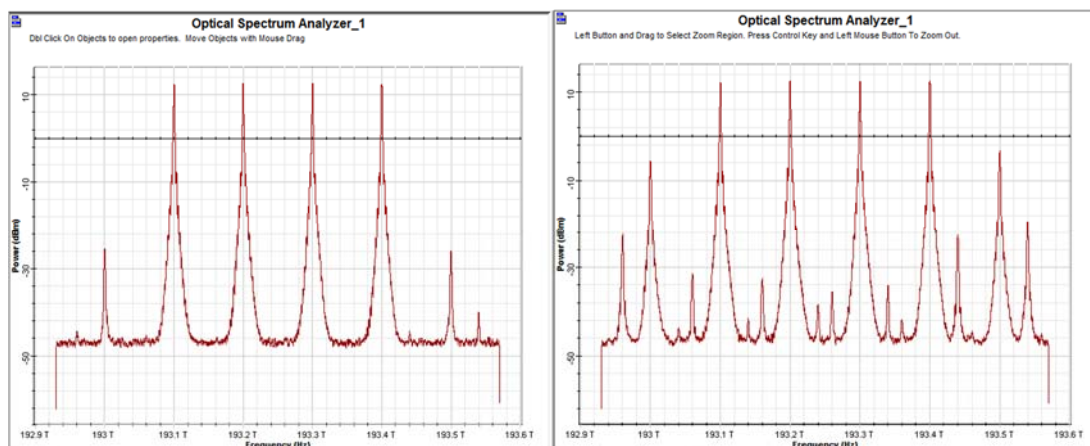 Optical Spectrum Analyzer_1
Dbl Click On Objects to open properties. Move Objects with Mouse Drag
Power (dBm)
10
-10
-30
-50
192.9 T 193 T 193.1 T 193.2 T 193.3 T 193.4 T 193.5 T 193.6 T
Frequency (Hz)
Optical Spectrum Analyzer_1
Left Button and Drag to Select Zoom Region. Press Control Key and Left Mouse Button To Zoom Out.
Power (dBm)
10
-10
-30
-50
192.9 T 193 T 193.1 T 193.2 T 193.3 T 193.4 T 193.5 T 193.6 T
Frequency (Hz)